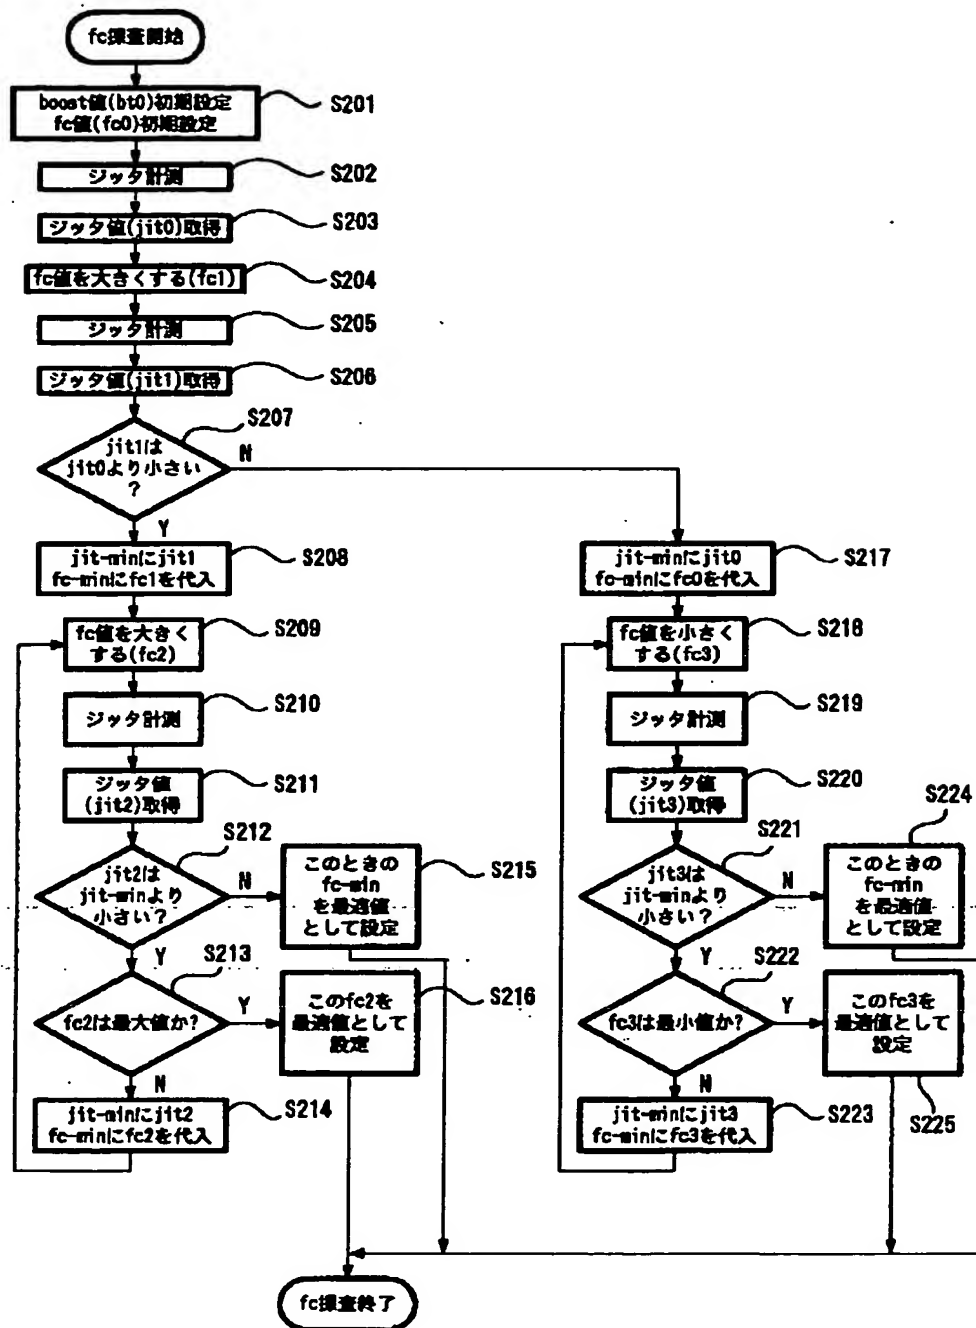 fc探査開始
boost値(bt0)初期設定
fc値(fc0)初期設定
S201
ジッタ計測
S202
ジッタ値(jit0)取得
S203
fc値を大きくする(fc1)
S204
ジッタ計測
S205
ジッタ値(jit1)取得
S206
S207
jit1は
jit0より小さい
?
N
Y
jit-minにjit1
fc-minにfc1を代入
S208
fc値を大きく
する(fc2)
S209
ジッタ計測
S210
ジッタ値
(jit2)取得
S211
S212
jit2は
jit-minより
小さい?
N
Y
このときの
fc-min
を最適値
として設定
S215
S213
fc2は最大値か?
Y
N
このfc2を
最適値として
設定
S216
jit-minにjit2
fc-minにfc2を代入
S214
jit-minにjit0
fc-minにfc0を代入
S217
fc値を小さく
する(fc3)
S218
ジッタ計測
S219
ジッタ値
(jit3)取得
S220
S221
jit3は
jit-minより
小さい?
N
Y
S224
このときの
fc-min
を最適値
として設定
S222
fc3は最小値か?
Y
N
このfc3を
最適値として
設定
S225
jit-minにjit3
fc-minにfc3を代入
S223
fc探査終了